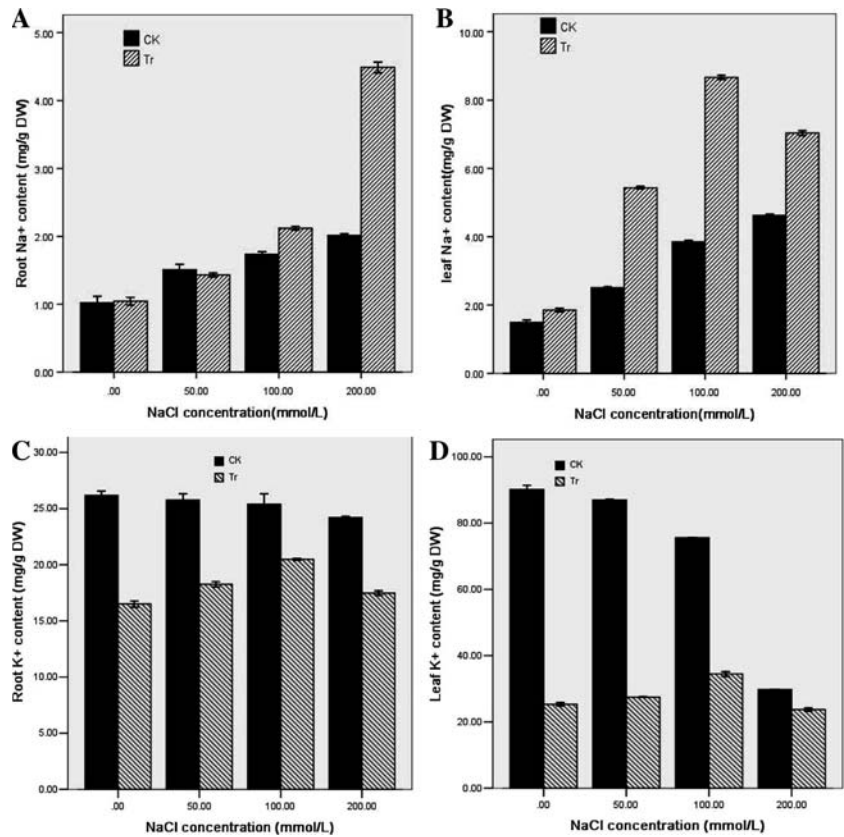 A
CK
Tr
Root Na+ content (mg/g DW)
5.00
4.00
3.00
2.00
1.00
0.00
.00 50.00 100.00 200.00
NaCl concentration(mmol/L)
B
CK
Tr
leaf Na+ content(mg/g DW)
10.00
8.00
6.00
4.00
2.00
0.00
.00 50.00 100.00 200.00
NaCl concentration(mmol/L)
C
CK
Tr
Root K+ content (mg/g DW)
30.00
25.00
20.00
15.00
10.00
5.00
0.00
.00 50.00 100.00 200.00
NaCl concentration (mmol/L)
D
CK
Tr
Leaf K+ content (mg/g DW)
100.00
80.00
60.00
40.00
20.00
0.00
.00 50.00 100.00 200.00
NaCl concentration (mmol/L)